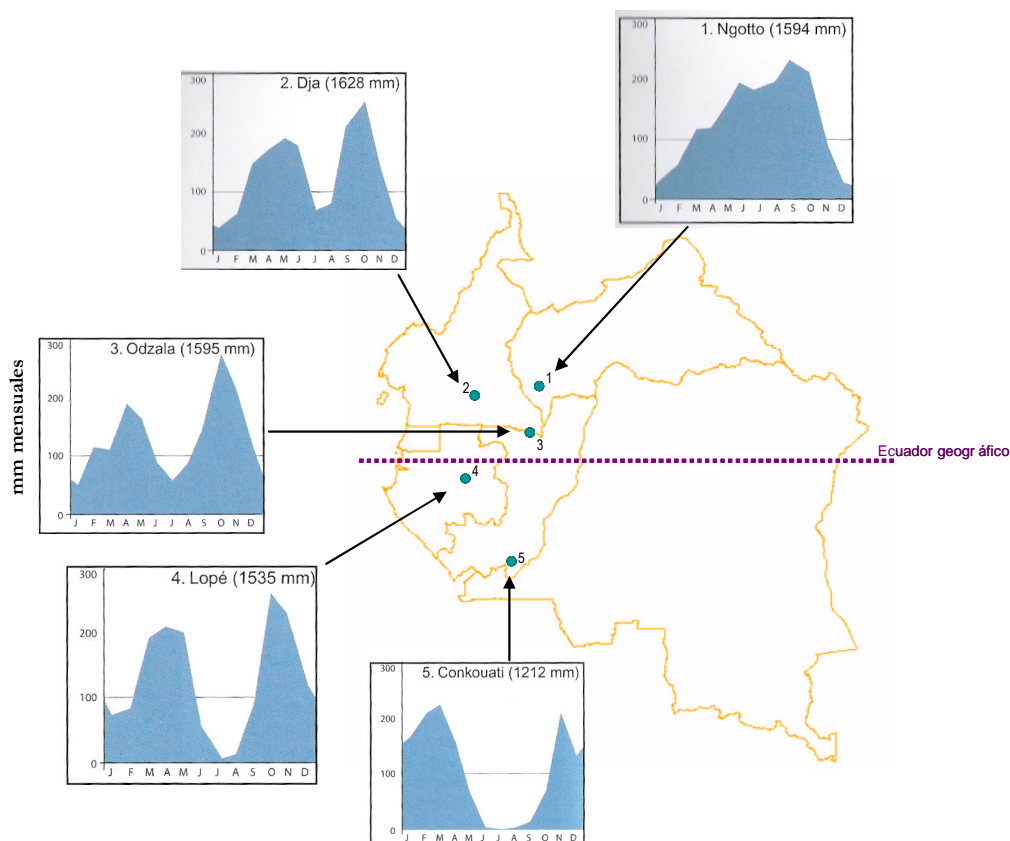 1. Ngotto (1594 mm)
300
200
100
0
J F M A M J J A S O N D
2. Dja (1628 mm)
300
200
100
0
J F M A M J J A S O N D
3. Odzala (1595 mm)
300
200
100
0
J F M A M J J A S O N D
mm mensuales
1
2
3
Ecuador geogr áfico
4
5
4. Lopé (1535 mm)
300
200
100
0
J F M A M J J A S O N D
5. Conkouati (1212 mm)
300
200
100
0
J F M A M J J A S O N D